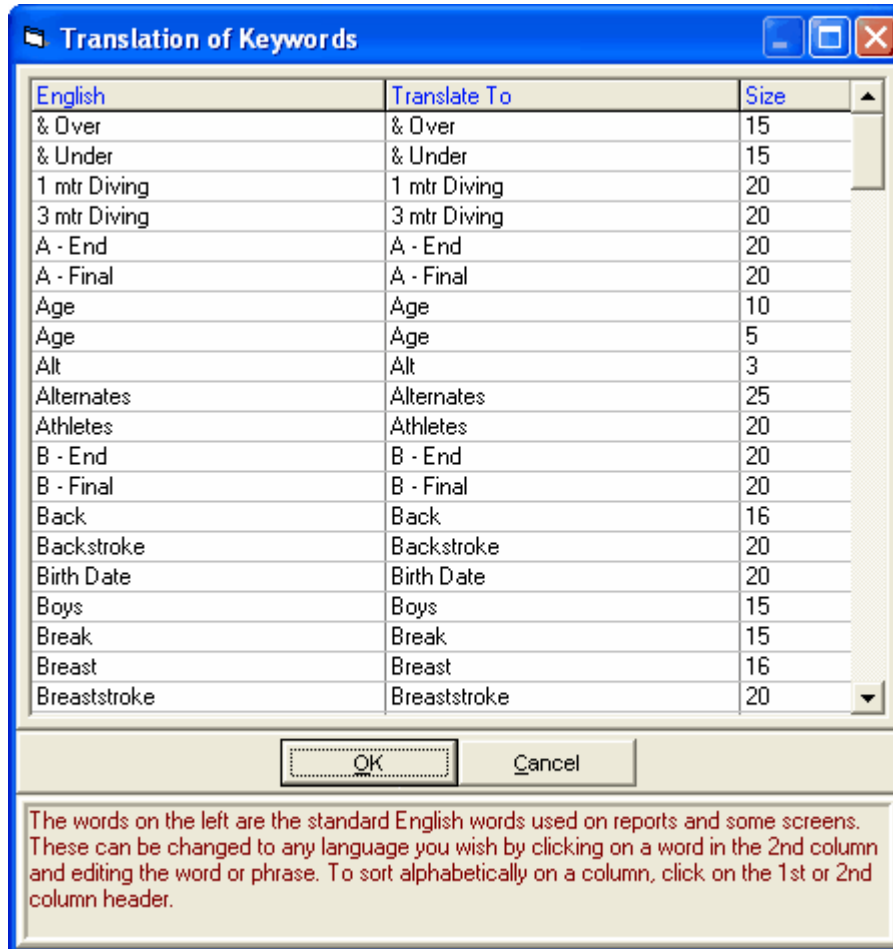 Translation of Keywords
English Translate To Size
& Over & Over 15
& Under & Under 15
1 mtr Diving 1 mtr Diving 20
3 mtr Diving 3 mtr Diving 20
A - End A - End 20
A - Final A - Final 20
Age Age 10
Age Age 5
Alt Alt 3
Alternates Alternates 25
Athletes Athletes 20
B - End B - End 20
B - Final B - Final 20
Back Back 16
Backstroke Backstroke 20
Birth Date Birth Date 20
Boys Boys 15
Break Break 15
Breast Breast 16
Breaststroke Breaststroke 20
OK Cancel
The words on the left are the standard English words used on reports and some screens.
These can be changed to any language you wish by clicking on a word in the 2nd column
and editing the word or phrase. To sort alphabetically on a column, click on the 1st or 2nd
column header.